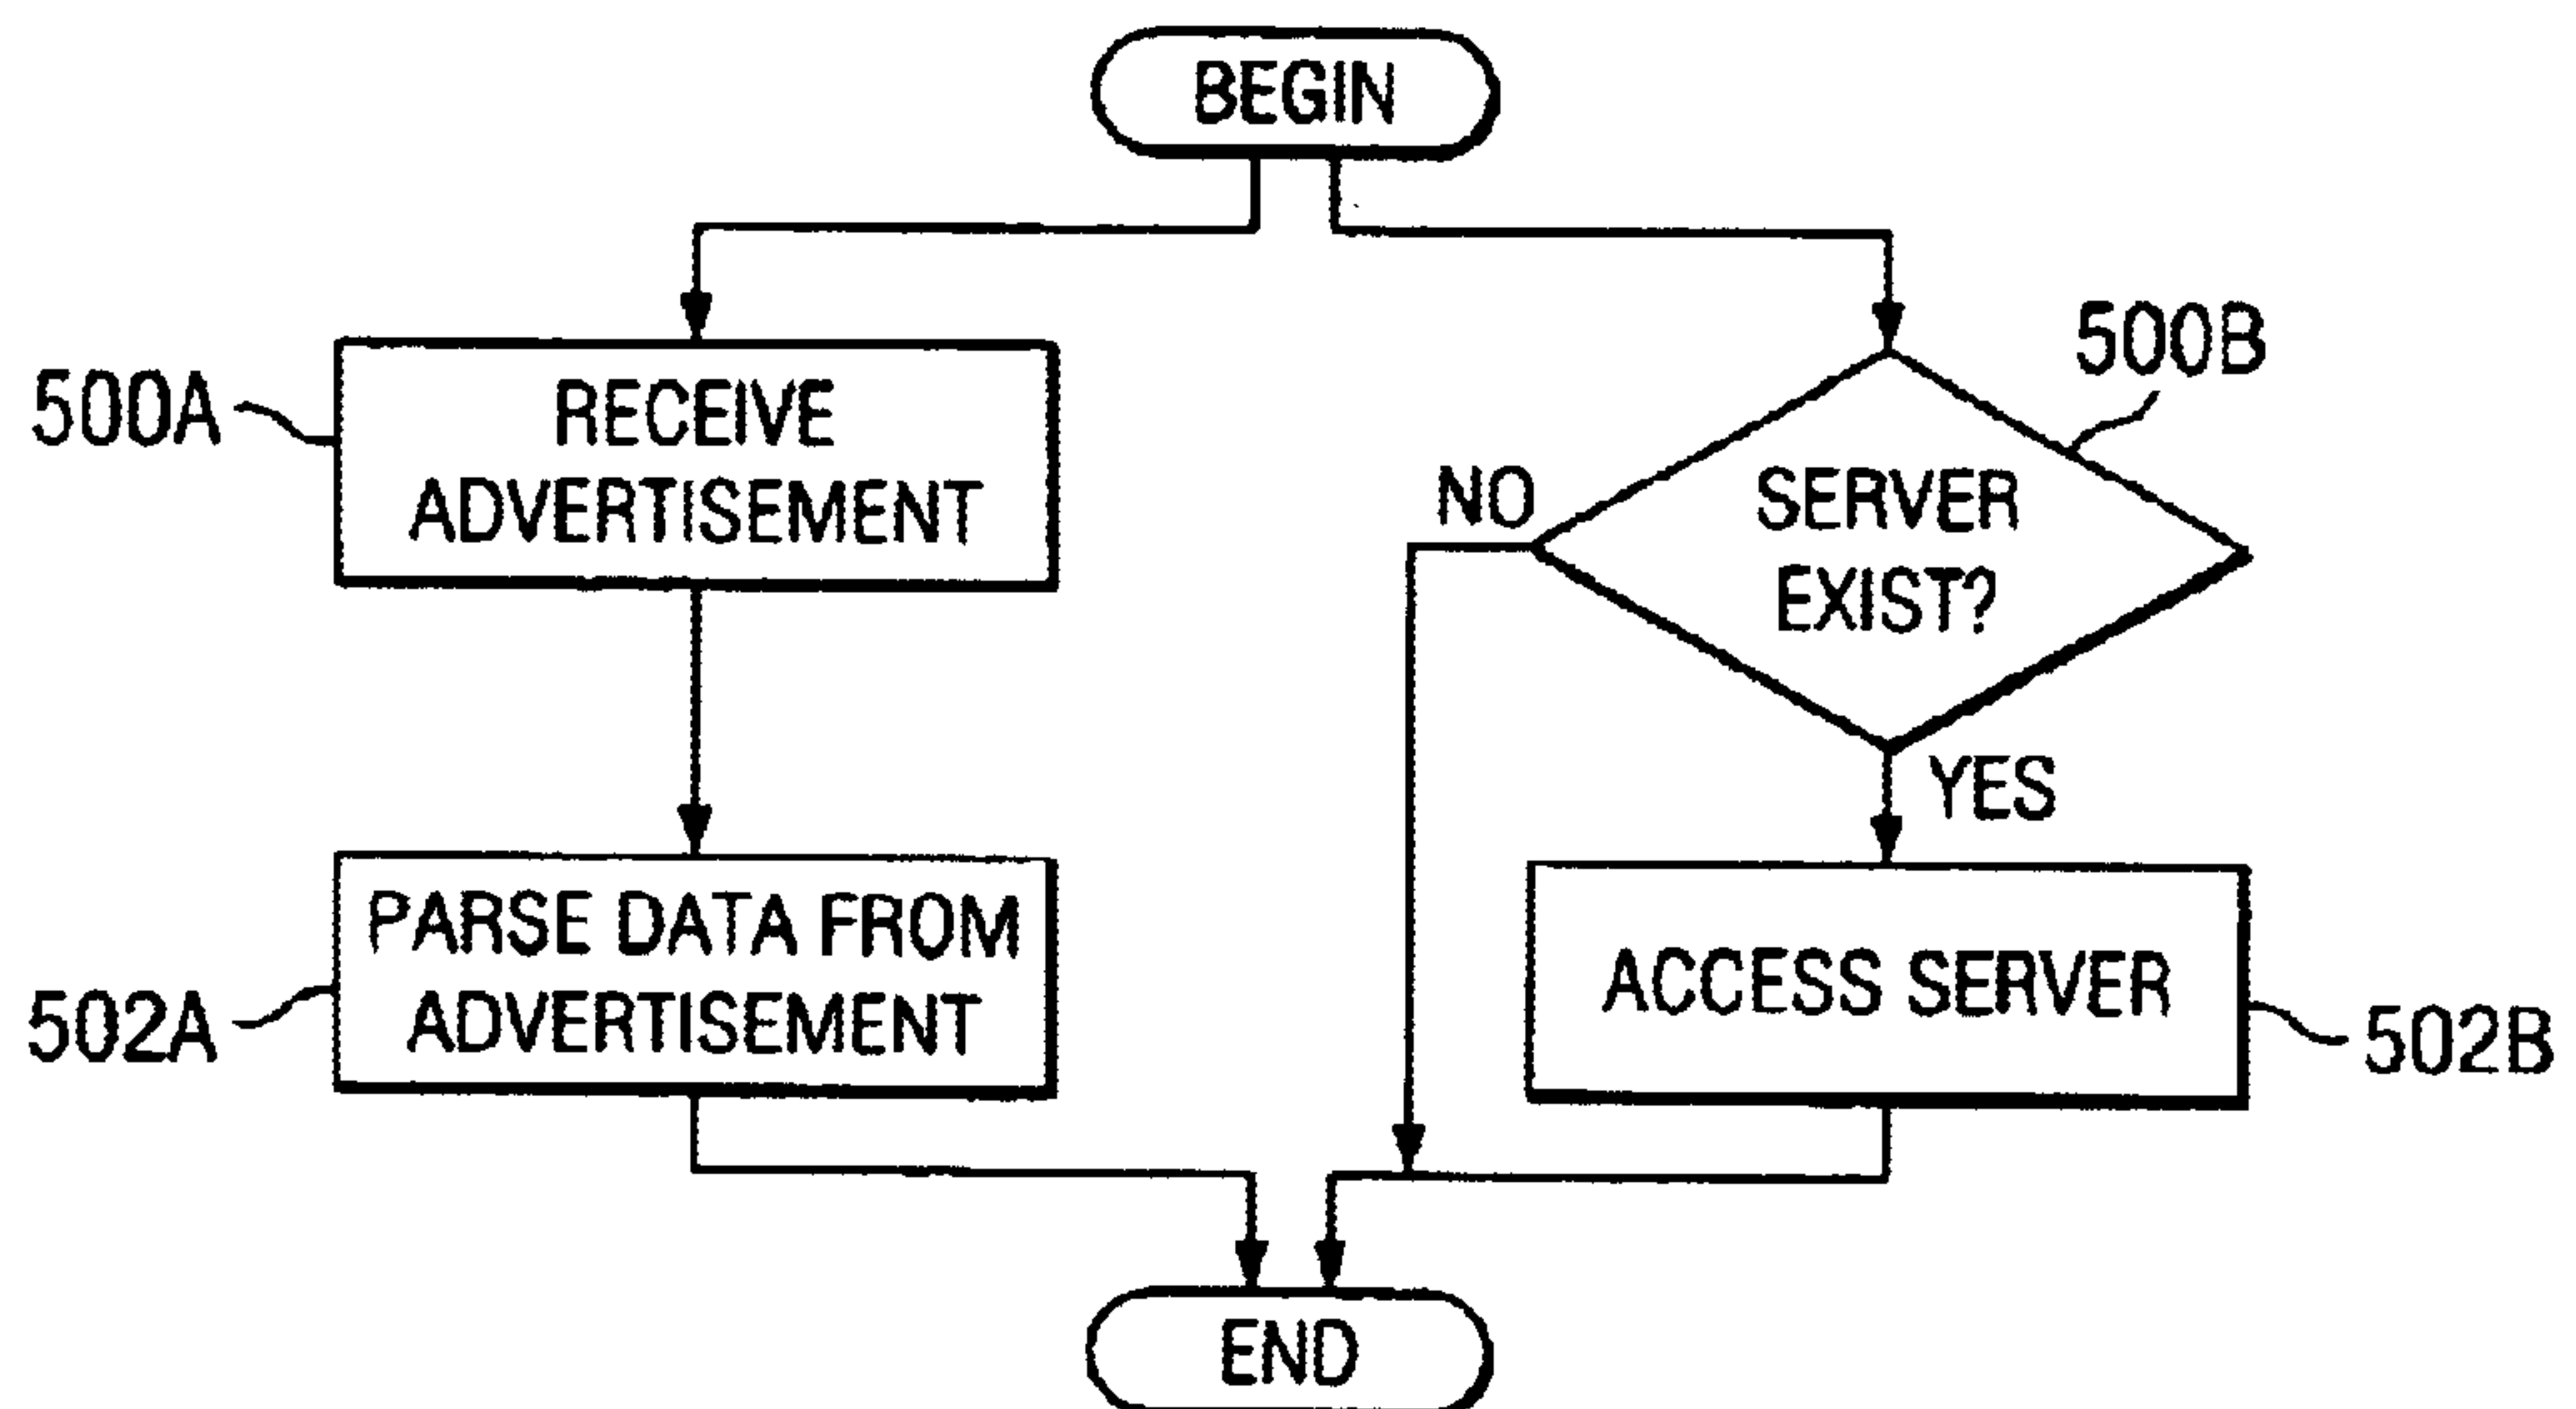 BEGIN
500A
RECEIVE
ADVERTISEMENT
500B
NO
SERVER
EXIST?
YES
502A
PARSE DATA FROM
ADVERTISEMENT
ACCESS SERVER
502B
END